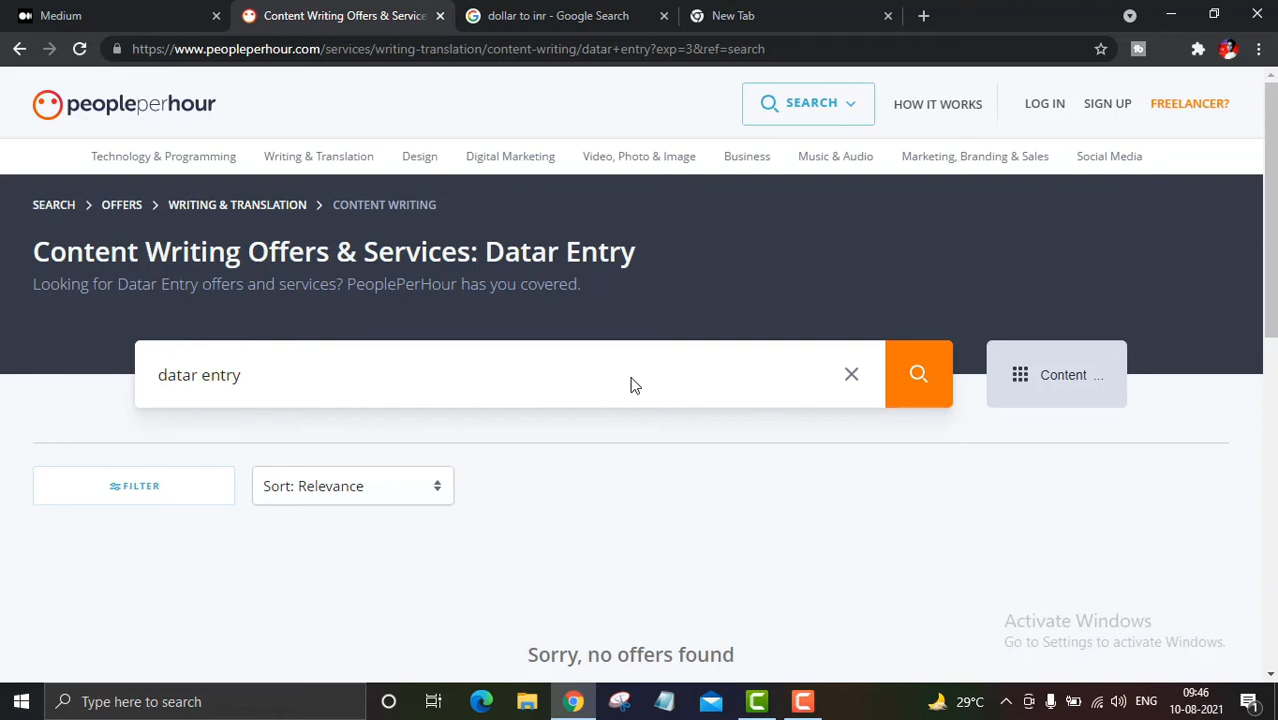 Medium
Content Writing Offers & Service
dollar to inr - Google Search
New Tab
https://www.peopleperhour.com/services/writing-translation/content-writing/datar+entry?exp=3&ref=search
peopleperhour
SEARCH
HOW IT WORKS
LOG IN
SIGN UP
FREELANCER?
Technology & Programming
Writing & Translation
Design
Digital Marketing
Video, Photo & Image
Business
Music & Audio
Marketing, Branding & Sales
Social Media
SEARCH > OFFERS > WRITING & TRANSLATION > CONTENT WRITING
Content Writing Offers & Services: Datar Entry
Looking for Datar Entry offers and services? PeoplePerHour has you covered.
datar entry
Content ...
FILTER
Sort: Relevance
Sorry, no offers found
Activate Windows
Go to Settings to activate Windows.
Type here to search
29°C
ENG
09:46
10-08-2021
1